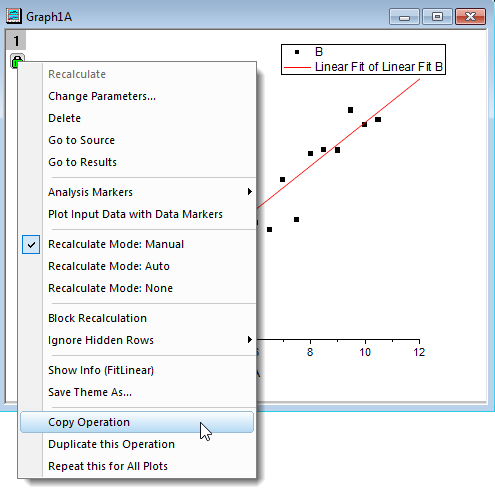 Graph1A
1
B
Linear Fit of Linear Fit B
Recalculate
Change Parameters...
Delete
Go to Source
Go to Results
Analysis Markers
Plot Input Data with Data Markers
Recalculate Mode: Manual
Recalculate Mode: Auto
Recalculate Mode: None
Block Recalculation
Ignore Hidden Rows
8 10 12
Show Info (FitLinear)
Save Theme As...
Copy Operation
Duplicate this Operation
Repeat this for All Plots